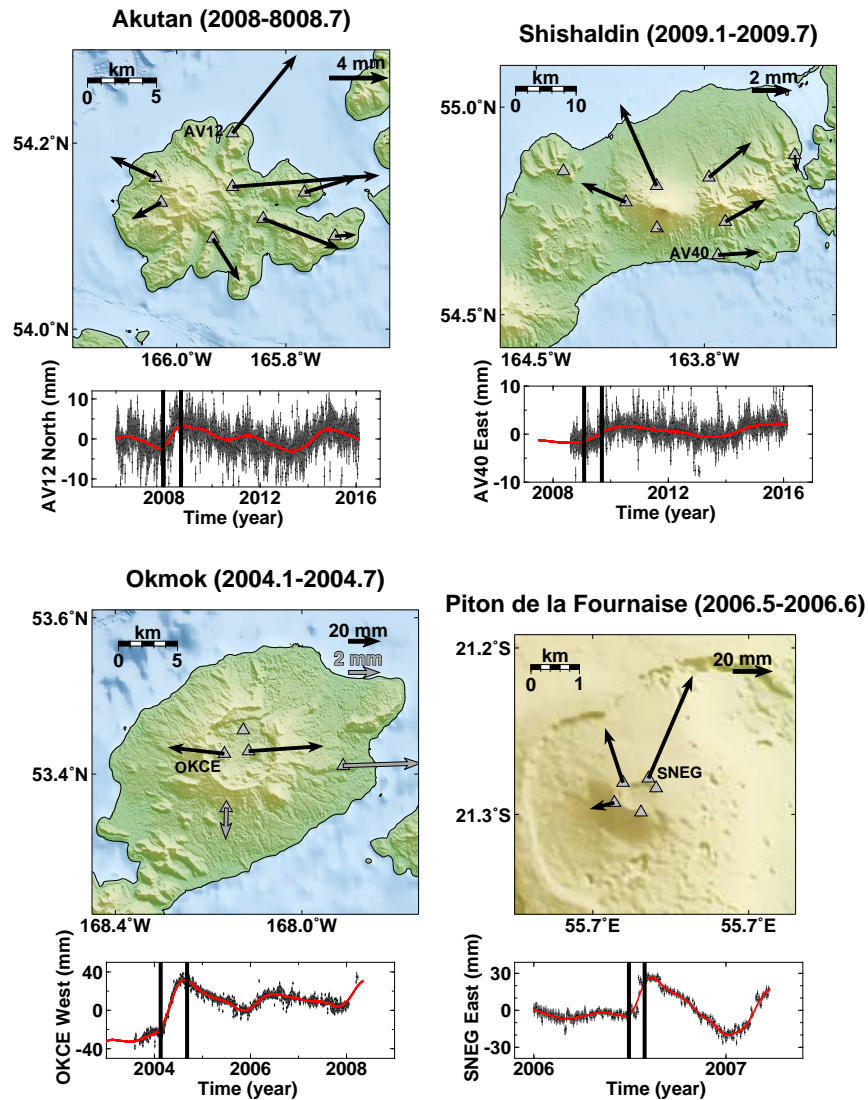 Akutan (2008-8008.7)
km
0 5
4 mm
AV12
54.2˚N
54.0˚N
166.0˚W 165.8˚W
AV12 North (mm)
10
0
-10
2008 2012 2016
Time (year)
Shishaldin (2009.1-2009.7)
km
0 10
2 mm
AV40
55.0˚N
54.5˚N
164.5˚W 163.8˚W
AV40 East (mm)
10
0
-10
2008 2012 2016
Time (year)
Okmok (2004.1-2004.7)
km
0 5
20 mm
2 mm
OKCE
53.6˚N
53.4˚N
168.4˚W 168.0˚W
OKCE West (mm)
40
0
-40
2004 2006 2008
Time (year)
Piton de la Fournaise (2006.5-2006.6)
km
0 1
20 mm
SNEG
21.2˚S
21.3˚S
55.7˚E 55.7˚E
SNEG East (mm)
30
0
-30
2006 2007
Time (year)